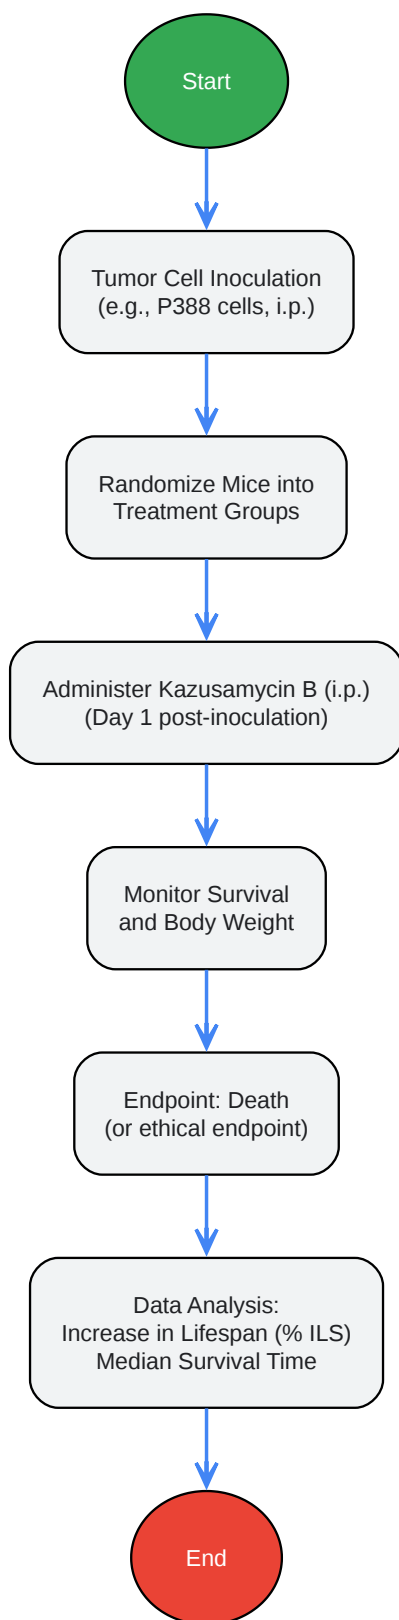 Start
Tumor Cell Inoculation
(e.g., P388 cells, i.p.)
Randomize Mice into
Treatment Groups
Administer Kazusamycin B (i.p.)
(Day 1 post-inoculation)
Monitor Survival
and Body Weight
Endpoint: Death
(or ethical endpoint)
Data Analysis:
Increase in Lifespan (% ILS)
Median Survival Time
End